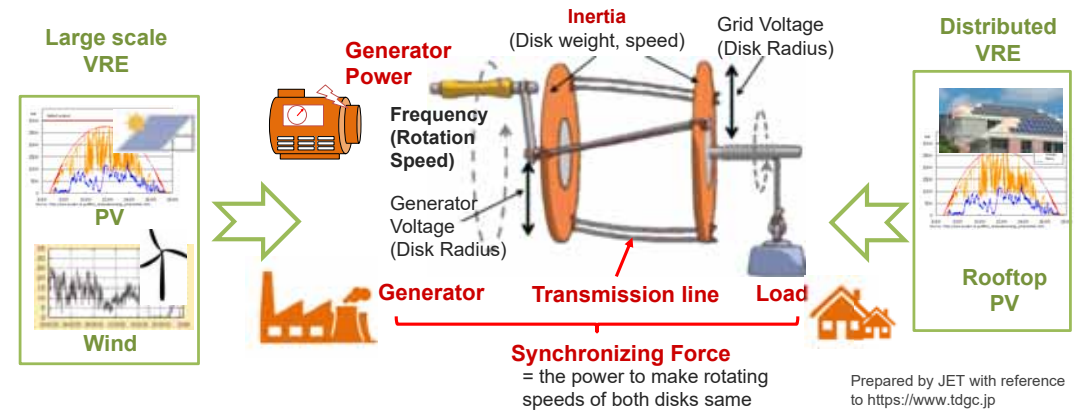 Large scale
VRE
PV
Wind
Generator
Power
Frequency
(Rotation
Speed)
Generator
Voltage
(Disk Radius)
Inertia
(Disk weight, speed)
Grid Voltage
(Disk Radius)
Distributed
VRE
Rooftop
PV
Generator
Transmission line
Load
Synchronizing Force
= the power to make rotating
speeds of both disks same
Prepared by JET with reference
to https://www.tdgc.jp